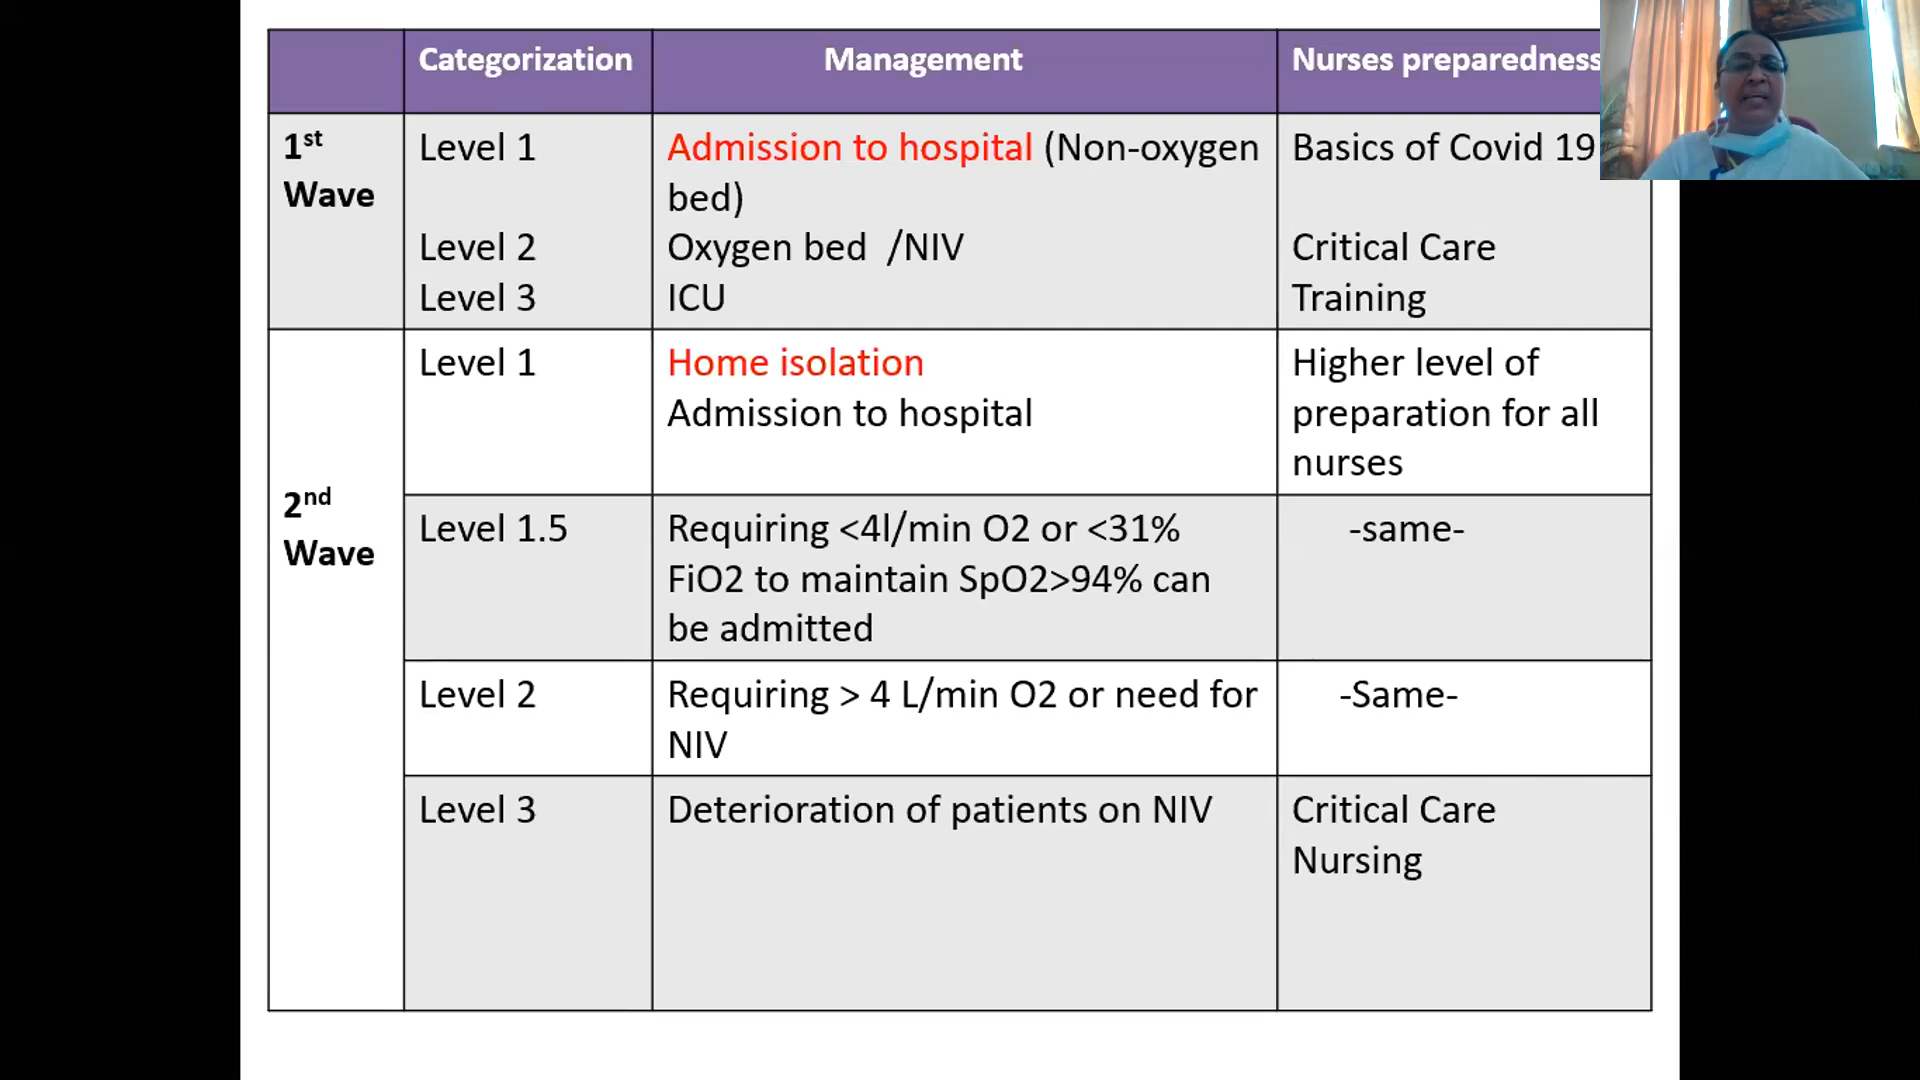 Categorization Management Nurses preparedness
1st Wave
Level 1 Admission to hospital (Non-oxygen bed) Basics of Covid 19
Level 2 Oxygen bed /NIV Critical Care
Level 3 ICU Training
2nd Wave
Level 1 Home isolation Higher level of
Admission to hospital preparation for all
nurses
Level 1.5 Requiring <4l/min O2 or <31% -same-
FiO2 to maintain SpO2>94% can
be admitted
Level 2 Requiring > 4 L/min O2 or need for -Same-
NIV
Level 3 Deterioration of patients on NIV Critical Care
Nursing